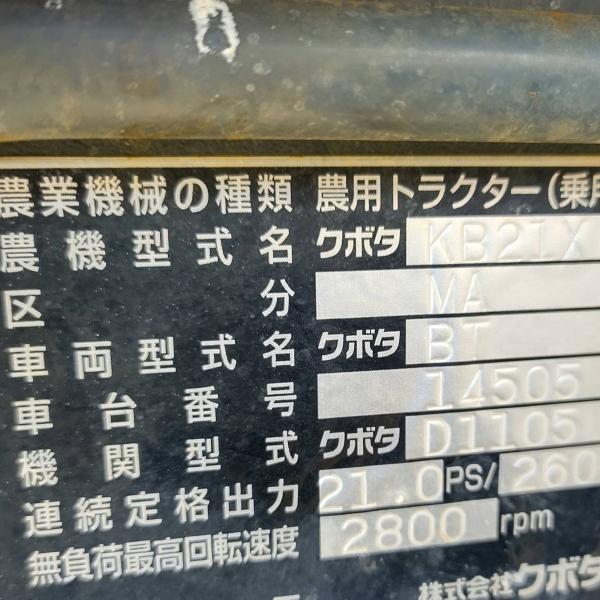 農業機械の種類 農用トラクター(乗用
農機型式名 クボタ KB21X
区分 MA
車両型式名 クボタ BT
車台番号 14505
機関型式 クボタ D1105
連続定格出力 21.0PS/260
無負荷最高回転速度 2800rpm
株式会社クボタ